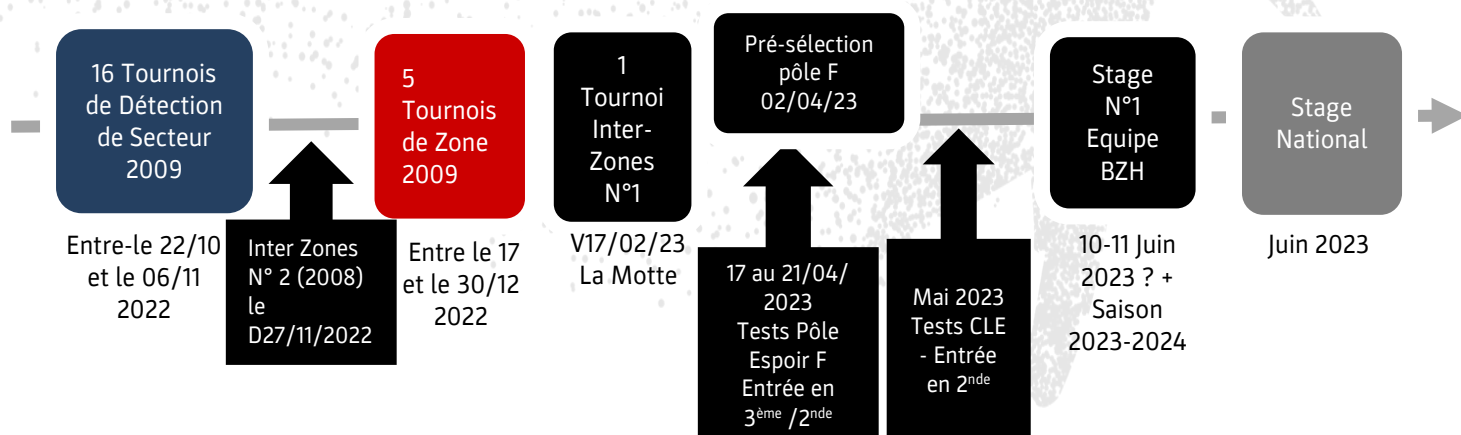 16 Tournois
de Détection
de Secteur
2009
Entre-le 22/10
et le 06/11
2022
Inter Zones
N° 2 (2008)
le
D27/11/2022
5
Tournois
de Zone
2009
Entre le 17
et le 30/12
2022
1
Tournoi
Inter-
Zones
N°1
V17/02/23
La Motte
Pré-sélection
pôle F
02/04/23
17 au 21/04/
2023
Tests Pôle
Espoir F
Entrée en
3ème /2nde
Mai 2023
Tests CLE
- Entrée
en 2nde
Stage
N°1
Equipe
BZH
10-11 Juin
2023 ? +
Saison
2023-2024
Stage
National
Juin 2023